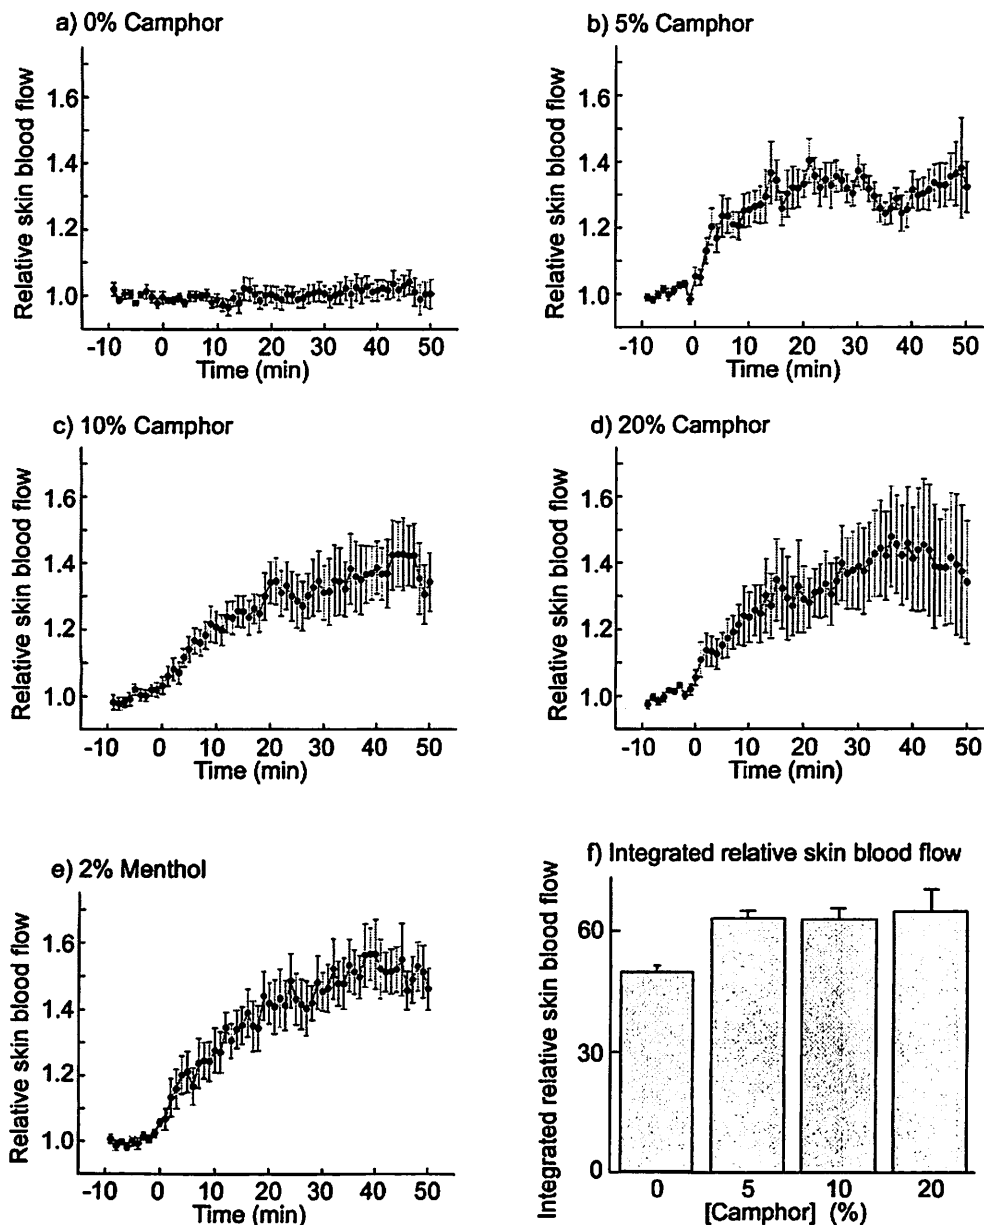 a) 0% Camphor
Relative skin blood flow
1.6
1.4
1.2
1.0
-10 0 10 20 30 40 50
Time (min)
b) 5% Camphor
Relative skin blood flow
1.6
1.4
1.2
1.0
-10 0 10 20 30 40 50
Time (min)
c) 10% Camphor
Relative skin blood flow
1.6
1.4
1.2
1.0
-10 0 10 20 30 40 50
Time (min)
d) 20% Camphor
Relative skin blood flow
1.6
1.4
1.2
1.0
-10 0 10 20 30 40 50
Time (min)
e) 2% Menthol
Relative skin blood flow
1.6
1.4
1.2
1.0
-10 0 10 20 30 40 50
Time (min)
f) Integrated relative skin blood flow
Integrated relative skin blood flow
60
30
0
0 5 10 20
[Camphor] (%)